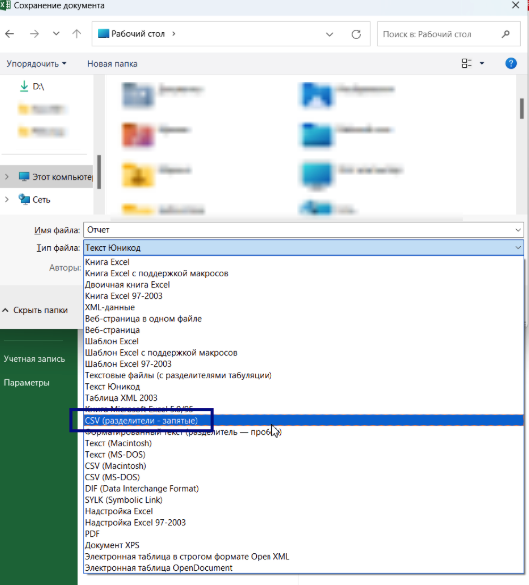 Сохранение документа
Рабочий стол
Поиск в: Рабочий стол
Упорядочить
Новая папка
D:\
Этот компьютер
Сеть
Имя файла: Отчет
Тип файла: Текст Юникод
Авторы:
Книга Excel
Книга Excel с поддержкой макросов
Двоичная книга Excel
Книга Excel 97-2003
XML-данные
Веб-страница в одном файле
Веб-страница
Шаблон Excel
Шаблон Excel с поддержкой макросов
Шаблон Excel 97-2003
Текстовые файлы (с разделителями табуляции)
Текст Юникод
Таблица XML 2003
Книга Microsoft Excel 5.0/95
CSV (разделители - запятые)
Форматированный текст (разделитель — пробел)
Текст (Macintosh)
Текст (MS-DOS)
CSV (Macintosh)
CSV (MS-DOS)
DIF (Data Interchange Format)
SYLK (Symbolic Link)
Надстройка Excel
Надстройка Excel 97-2003
PDF
Документ XPS
Электронная таблица в строгом формате Open XML
Электронная таблица OpenDocument
Скрыть папки
Учетная запись
Параметры